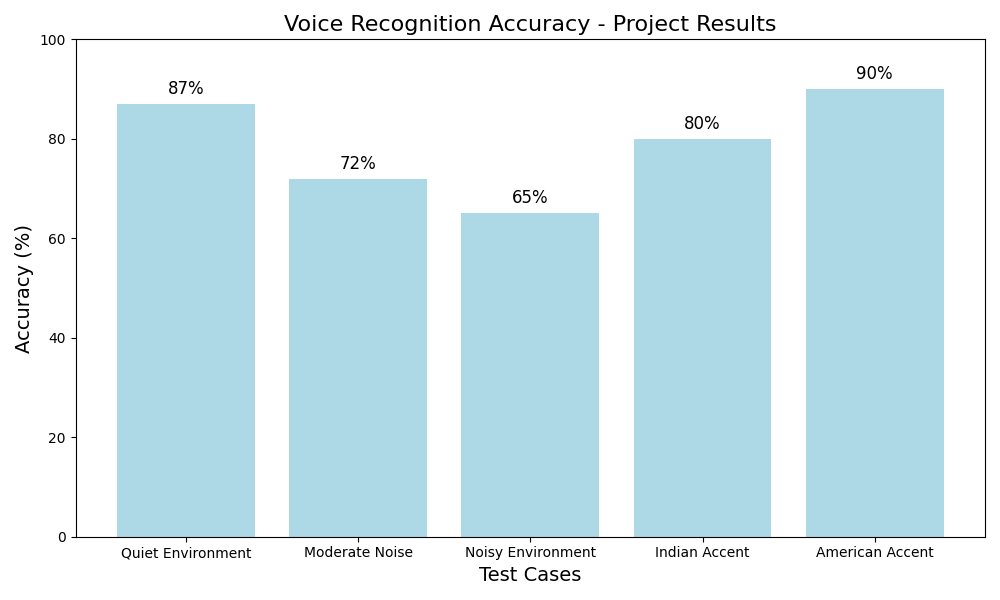 Voice Recognition Accuracy - Project Results
Accuracy (%)
100
80
60
40
20
0
87%
72%
65%
80%
90%
Quiet Environment
Moderate Noise
Noisy Environment
Indian Accent
American Accent
Test Cases